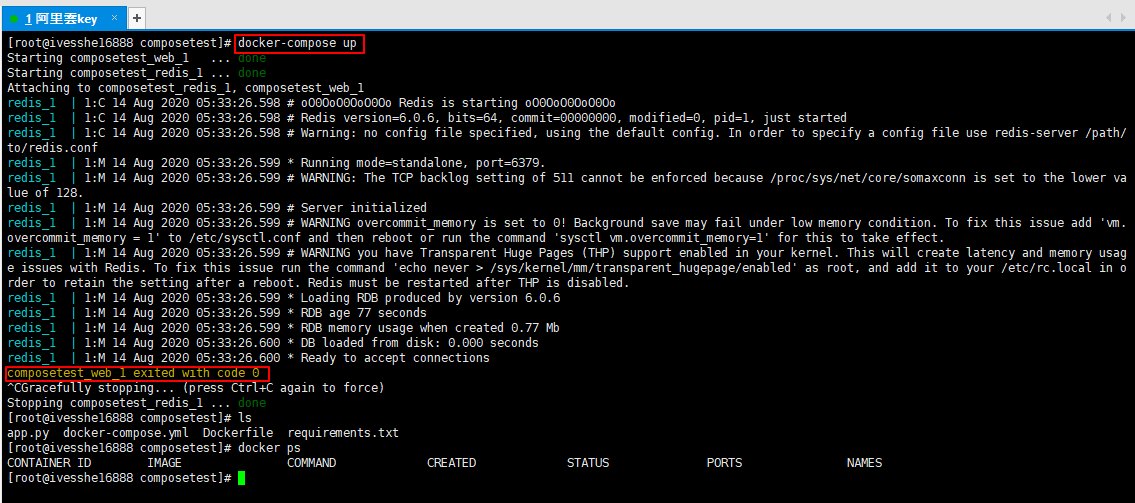 1 阿里云key × +
[root@ivesshe16888 composetest]# docker-compose up
Starting composetest_web_1   ... done
Starting composetest_redis_1 ... done
Attaching to composetest_redis_1, composetest_web_1
redis_1  | 1:C 14 Aug 2020 05:33:26.598 # oO0OoO0OoO0Oo Redis is starting oO0OoO0OoO0Oo
redis_1  | 1:C 14 Aug 2020 05:33:26.598 # Redis version=6.0.6, bits=64, commit=00000000, modified=0, pid=1, just started
redis_1  | 1:C 14 Aug 2020 05:33:26.598 # Warning: no config file specified, using the default config. In order to specify a config file use redis-server /path/
to/redis.conf
redis_1  | 1:M 14 Aug 2020 05:33:26.599 * Running mode=standalone, port=6379.
redis_1  | 1:M 14 Aug 2020 05:33:26.599 # WARNING: The TCP backlog setting of 511 cannot be enforced because /proc/sys/net/core/somaxconn is set to the lower va
lue of 128.
redis_1  | 1:M 14 Aug 2020 05:33:26.599 # Server initialized
redis_1  | 1:M 14 Aug 2020 05:33:26.599 # WARNING overcommit_memory is set to 0! Background save may fail under low memory condition. To fix this issue add 'vm.
overcommit_memory = 1' to /etc/sysctl.conf and then reboot or run the command 'sysctl vm.overcommit_memory=1' for this to take effect.
redis_1  | 1:M 14 Aug 2020 05:33:26.599 # WARNING you have Transparent Huge Pages (THP) support enabled in your kernel. This will create latency and memory usag
e issues with Redis. To fix this issue run the command 'echo never > /sys/kernel/mm/transparent_hugepage/enabled' as root, and add it to your /etc/rc.local in o
rder to retain the setting after a reboot. Redis must be restarted after THP is disabled.
redis_1  | 1:M 14 Aug 2020 05:33:26.599 * Loading RDB produced by version 6.0.6
redis_1  | 1:M 14 Aug 2020 05:33:26.599 * RDB age 77 seconds
redis_1  | 1:M 14 Aug 2020 05:33:26.599 * RDB memory usage when created 0.77 Mb
redis_1  | 1:M 14 Aug 2020 05:33:26.600 * DB loaded from disk: 0.000 seconds
redis_1  | 1:M 14 Aug 2020 05:33:26.600 * Ready to accept connections
composetest_web_1 exited with code 0
^CGracefully stopping... (press Ctrl+C again to force)
Stopping composetest_redis_1 ... done
[root@ivesshe16888 composetest]# ls
app.py  docker-compose.yml  Dockerfile  requirements.txt
[root@ivesshe16888 composetest]# docker ps
CONTAINER ID        IMAGE               COMMAND             CREATED             STATUS              PORTS               NAMES
[root@ivesshe16888 composetest]#